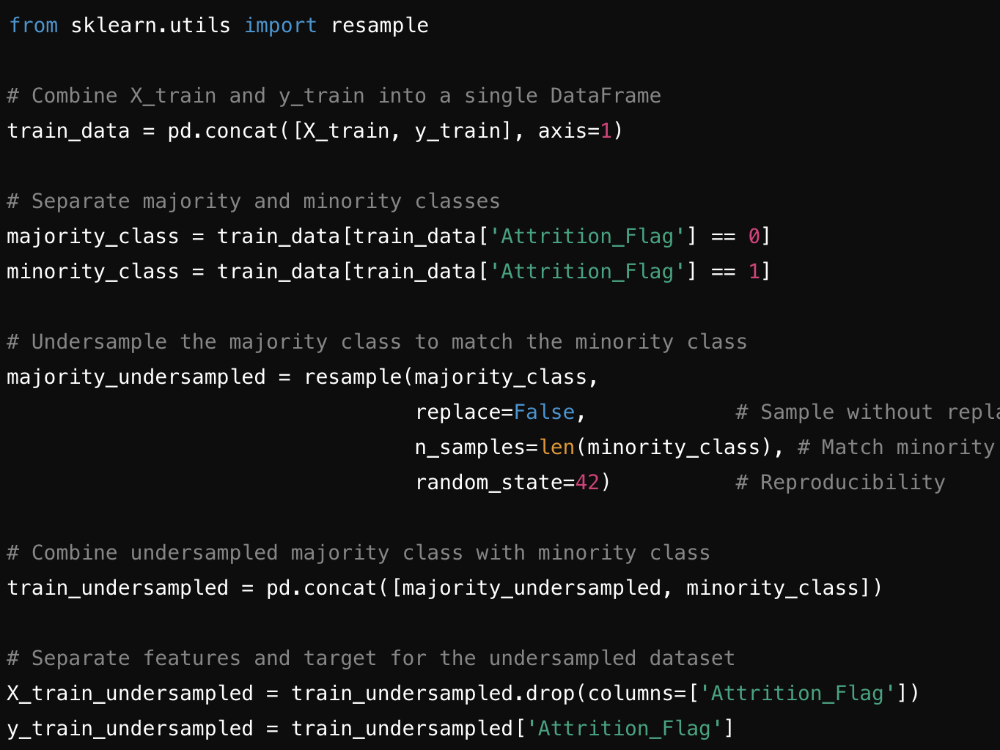 from sklearn.utils import resample
# Combine X_train and y_train into a single DataFrame
train_data = pd.concat([X_train, y_train], axis=1)
# Separate majority and minority classes
majority_class = train_data[train_data['Attrition_Flag'] == 0]
minority_class = train_data[train_data['Attrition_Flag'] == 1]
# Undersample the majority class to match the minority class
majority_undersampled = resample(majority_class,
replace=False, # Sample without
n_samples=len(minority_class), # Match minority
random_state=42) # Reproducibility
# Combine undersampled majority class with minority class
train_undersampled = pd.concat([majority_undersampled, minority_class])
# Separate features and target for the undersampled dataset
X_train_undersampled = train_undersampled.drop(columns=['Attrition_Flag'])
y_train_undersampled = train_undersampled['Attrition_Flag']